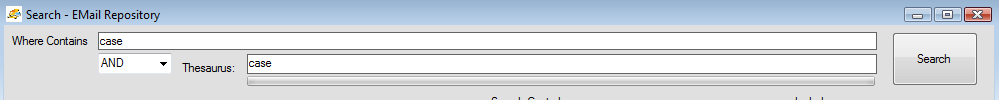 Search - EMail Repository
Where Contains case
Search
AND Thesaurus: case